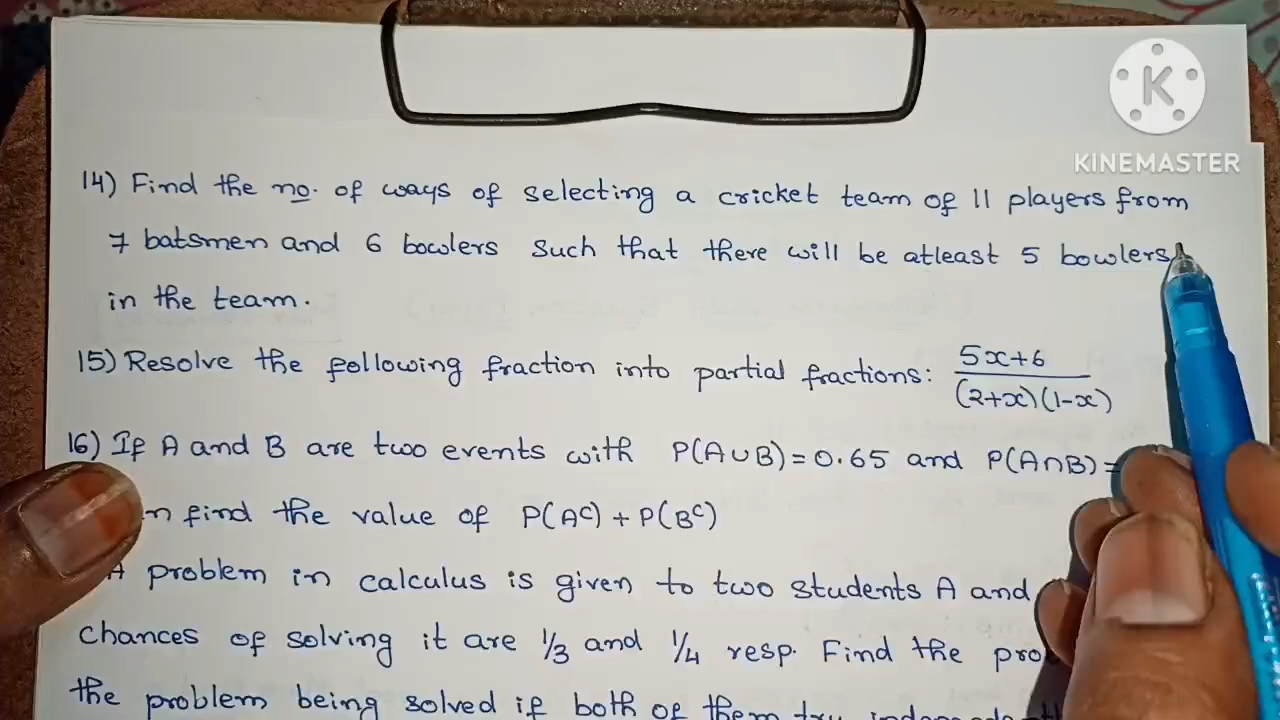 KINEMASTER
14) Find the no. of ways of selecting a cricket team of 11 players from
7 batsmen and 6 bowlers such that there will be atleast 5 bowlers
in the team.
15) Resolve the following fraction into partial fractions: (5x+6)/((2+x)(1-x))
16) If A and B are two events with P(A∪B)=0.65 and P(A∩B)=
find the value of P(Aᶜ)+P(Bᶜ)
A problem in calculus is given to two students A and
chances of solving it are 1/3 and 1/4 resp. Find the
the problem being solved if both of them try